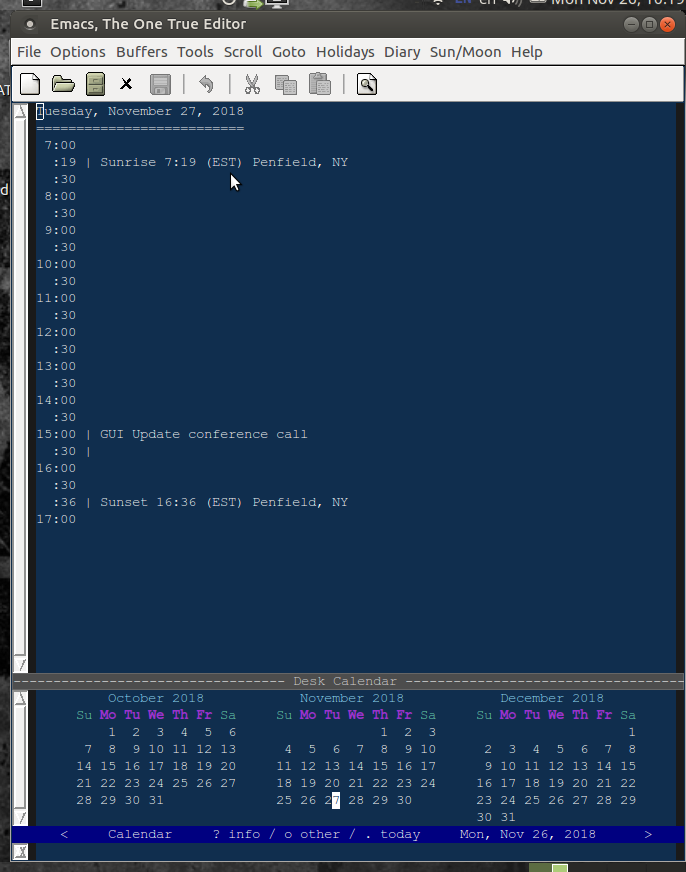 Emacs, The One True Editor
File Options Buffers Tools Scroll Goto Holidays Diary Sun/Moon Help
Tuesday, November 27, 2018
==========================
7:00
:19 | Sunrise 7:19 (EST) Penfield, NY
:30
8:00
:30
9:00
:30
10:00
:30
11:00
:30
12:00
:30
13:00
:30
14:00
:30
15:00 | GUI Update conference call
:30 |
16:00
:30
:36 | Sunset 16:36 (EST) Penfield, NY
17:00
Desk Calendar
October 2018 November 2018 December 2018
Su Mo Tu We Th Fr Sa Su Mo Tu We Th Fr Sa Su Mo Tu We Th Fr Sa
1 2 3 4 5 6 1 2 3 1
7 8 9 10 11 12 13 4 5 6 7 8 9 10 2 3 4 5 6 7 8
14 15 16 17 18 19 20 11 12 13 14 15 16 17 9 10 11 12 13 14 15
21 22 23 24 25 26 27 18 19 20 21 22 23 24 16 17 18 19 20 21 22
28 29 30 31 25 26 27 28 29 30 23 24 25 26 27 28 29
30 31
< Calendar ? info / o other / . today Mon, Nov 26, 2018 >